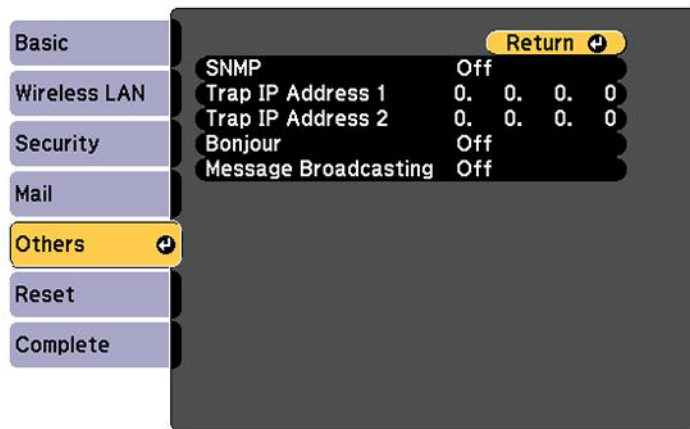 Basic
Wireless LAN
Security
Mail
Others
Reset
Complete
Return
SNMP Off
Trap IP Address 1 0. 0. 0. 0
Trap IP Address 2 0. 0. 0. 0
Bonjour Off
Message Broadcasting Off